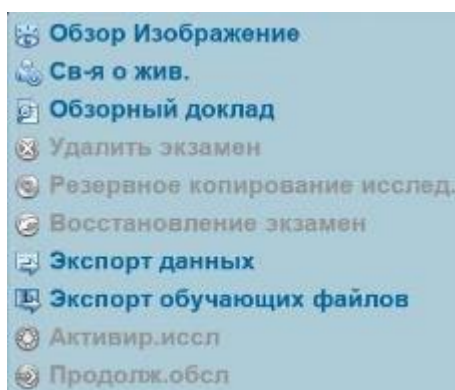 Обзор Изображение
Св-я о жив.
Обзорный доклад
Удалить экзамен
Резервное копирование исслед.
Восстановление экзамен
Экспорт данных
Экспорт обучающих файлов
Активир.иссл
Продолж.обсл